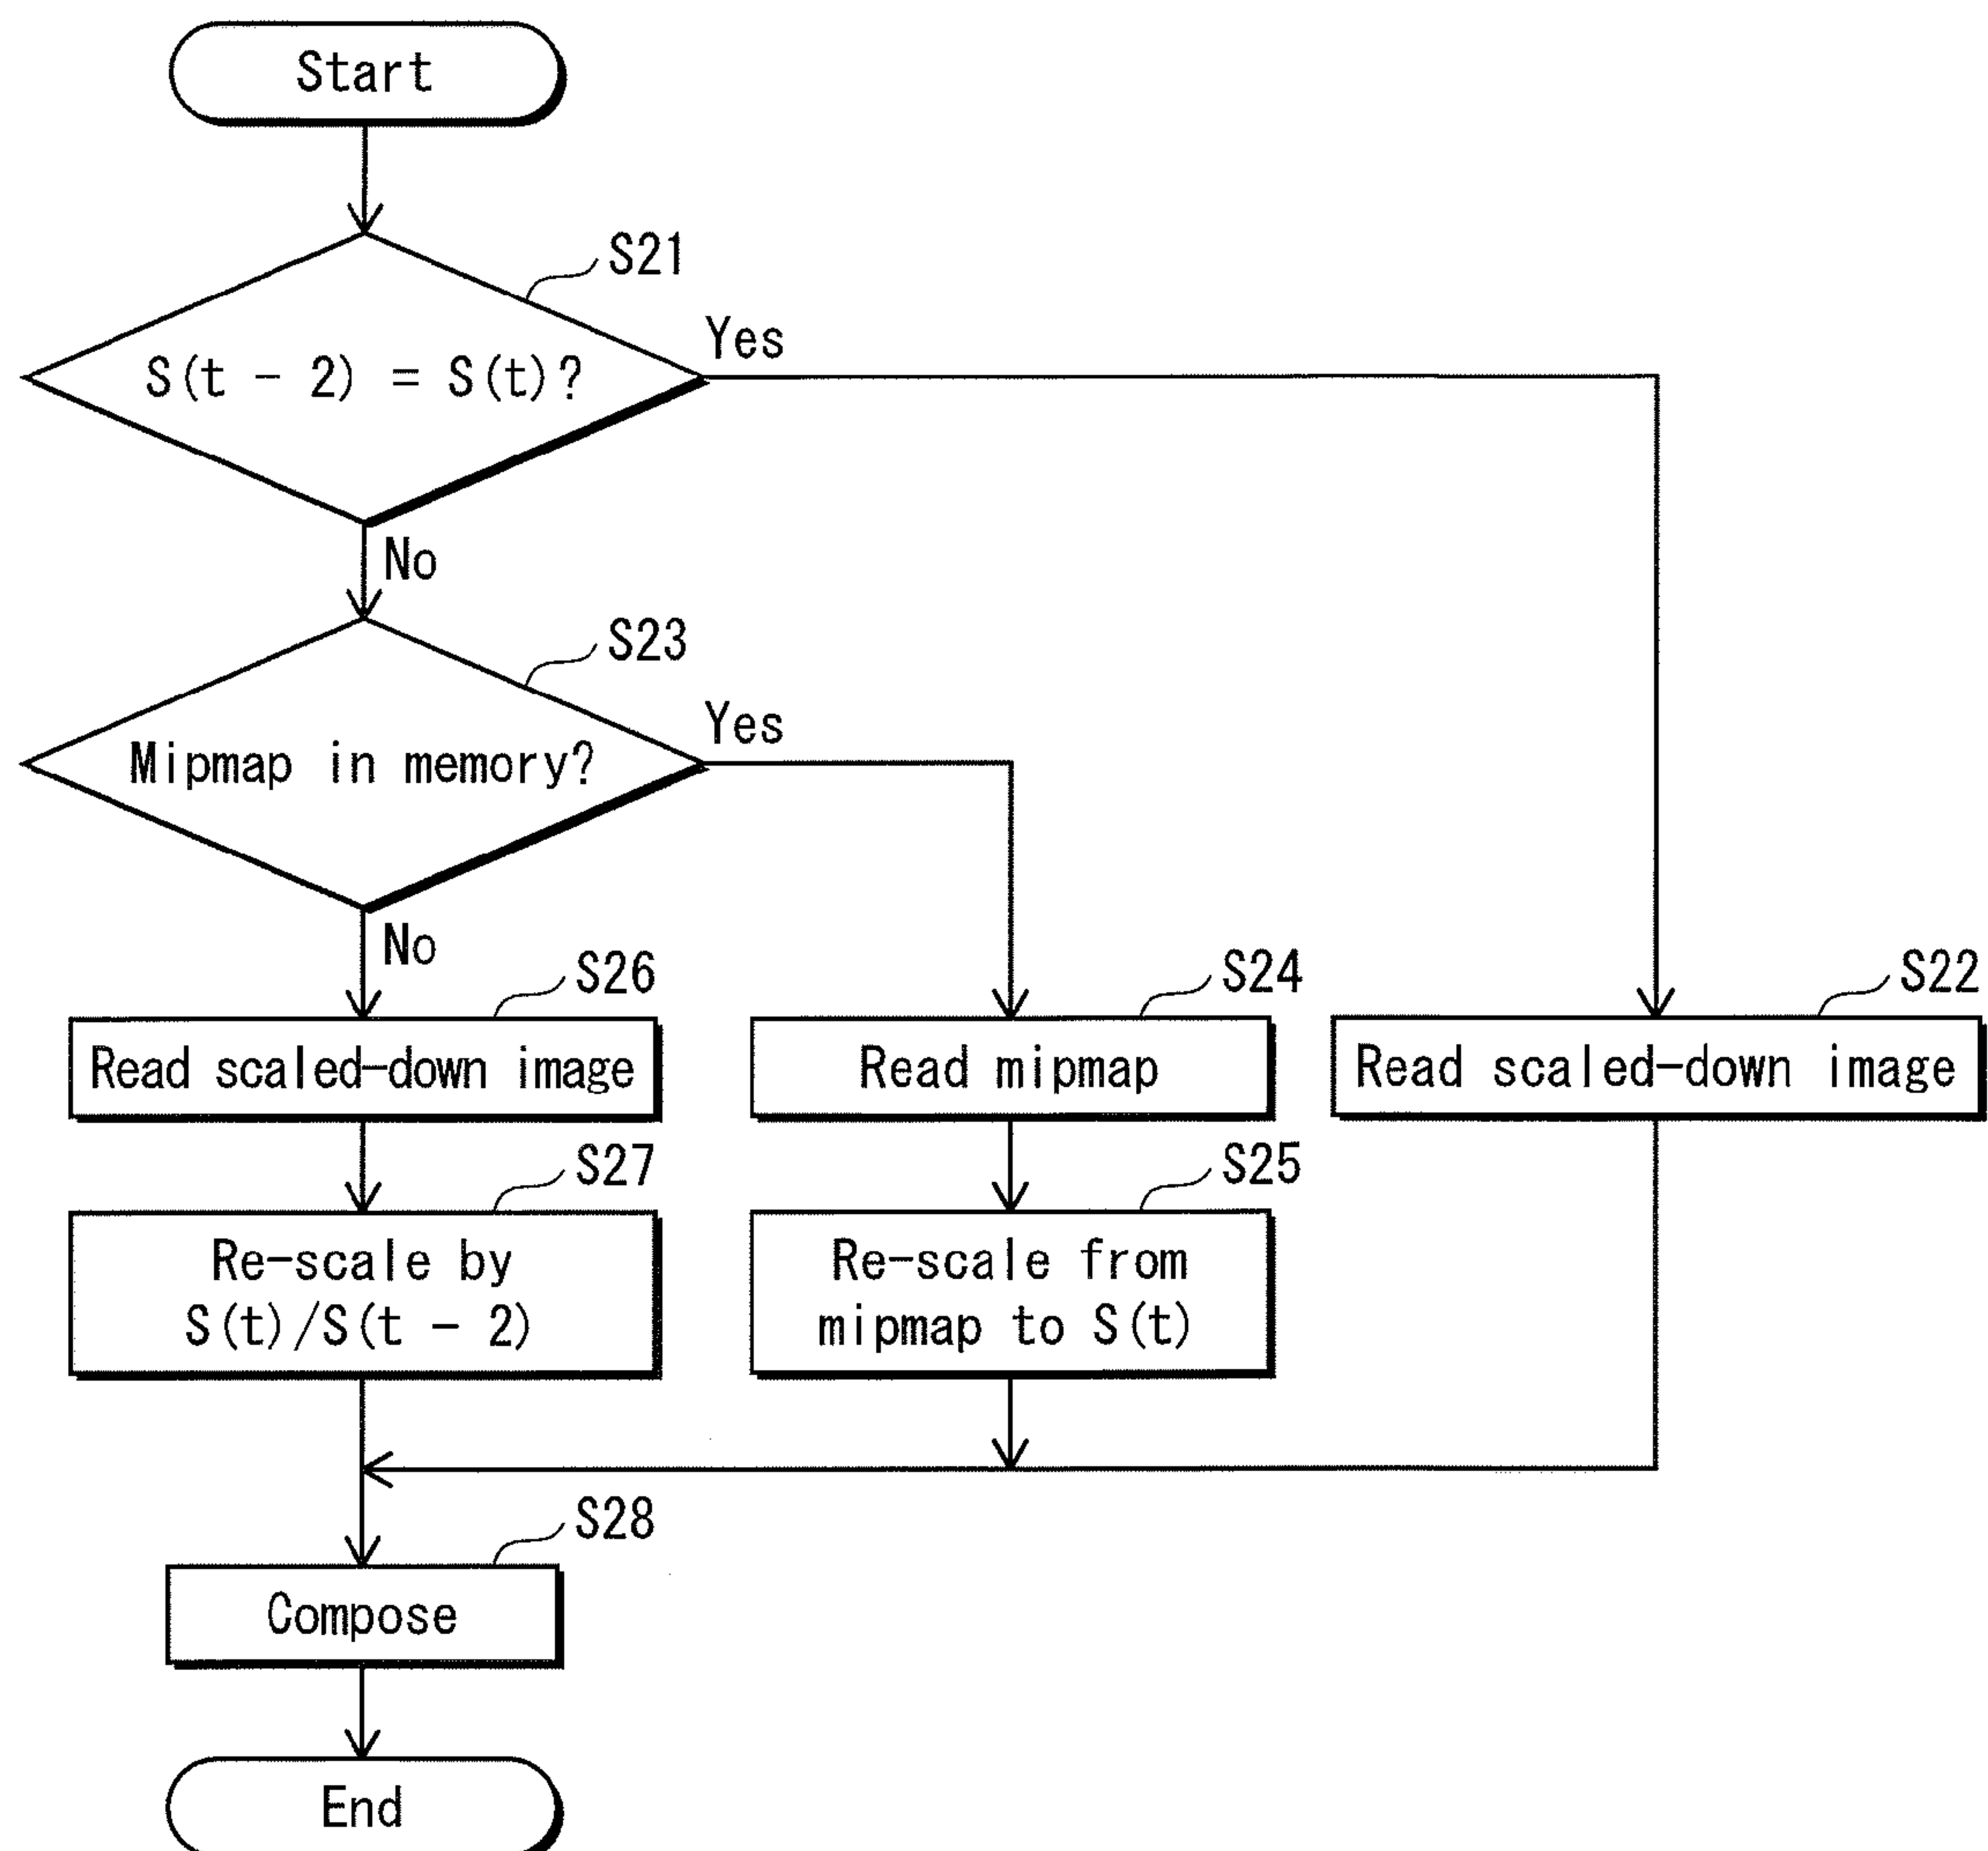 Start
S21
S(t - 2) = S(t)?
Yes
No
S23
Mipmap in memory?
Yes
No
S26
S24
S22
Read scaled-down image
Read mipmap
Read scaled-down image
S27
S25
Re-scale by
S(t)/S(t - 2)
Re-scale from
mipmap to S(t)
S28
Compose
End